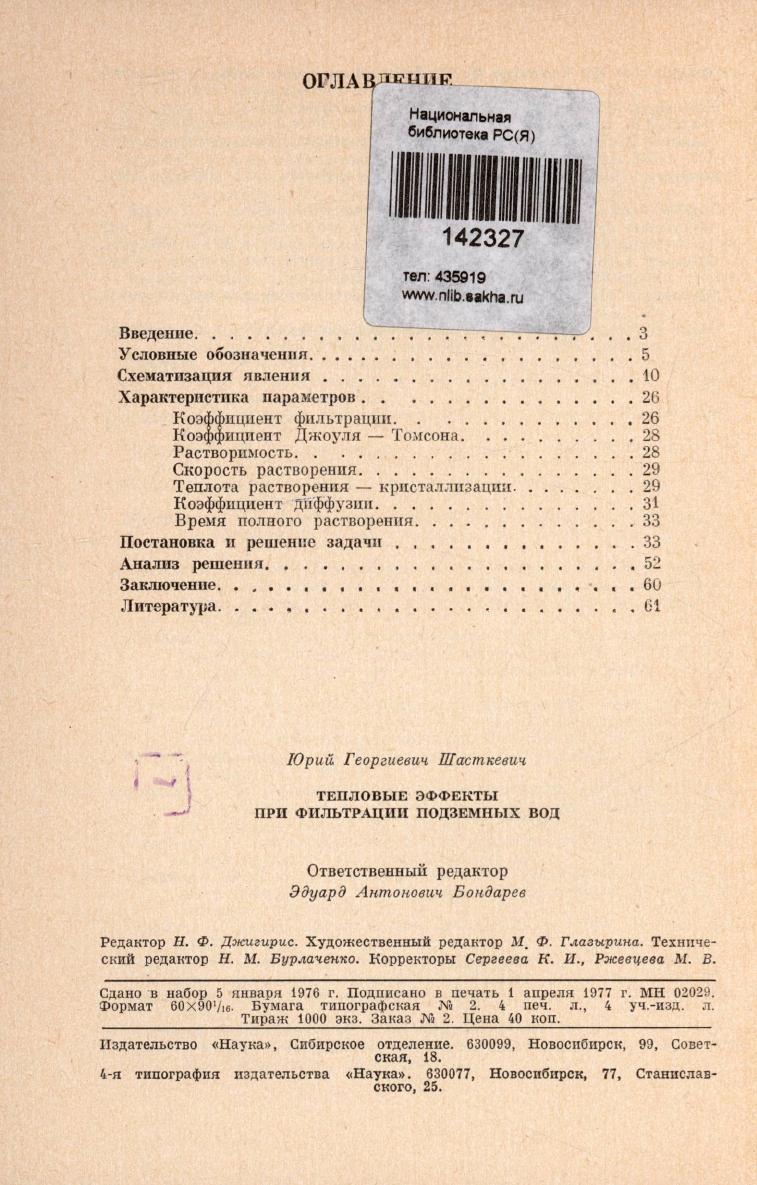 ОГЛАВЛЕНИЕ
Национальная
библиотека РС(Я)
142327
тел: 435919
www.nlib.sakha.ru
Введение. . . . . . . . . . . . . . . . . . . . . 3
Условные обозначения. . . . . . . . . . . . . . . . 5
Схематизация явления . . . . . . . . . . . . . . . 10
Характеристика параметров . . . . . . . . . . . . . 26
Коэффициент фильтрации. . . . . . . . . . . . 26
Коэффициент Джоуля — Томсона. . . . . . . . . 28
Растворимость. . . . . . . . . . . . . . . . . 28
Скорость растворения. . . . . . . . . . . . . . 29
Теплота растворения — кристаллизации. . . . . . . 29
Коэффициент диффузии. . . . . . . . . . . . . 31
Время полного растворения. . . . . . . . . . . 33
Постановка и решение задачи . . . . . . . . . . . . 33
Анализ решения. . . . . . . . . . . . . . . . . . 52
Заключение. . . . . . . . . . . . . . . . . . . . 60
Литература. . . . . . . . . . . . . . . . . . . . 61
Юрий Георгиевич Шасткевич
ТЕПЛОВЫЕ ЭФФЕКТЫ
ПРИ ФИЛЬТРАЦИИ ПОДЗЕМНЫХ ВОД
Ответственный редактор
Эдуард Антонович Бондарев
Редактор Н. Ф. Джигирис. Художественный редактор М. Ф. Глазырина. Техниче-
ский редактор Н. М. Бурлаченко. Корректоры Сергеева К. И., Ржевцева М. В.
Сдано в набор 5 января 1976 г. Подписано в печать 1 апреля 1977 г. МН 02029.
Формат 60×90¹/₁₆. Бумага типографская № 2. 4 печ. л., 4 уч.-изд. л.
Тираж 1000 экз. Заказ № 2. Цена 40 коп.
Издательство «Наука», Сибирское отделение. 630099, Новосибирск, 99, Совет-
ская, 18.
4-я типография издательства «Наука». 630077, Новосибирск, 77, Станислав-
ского, 25.